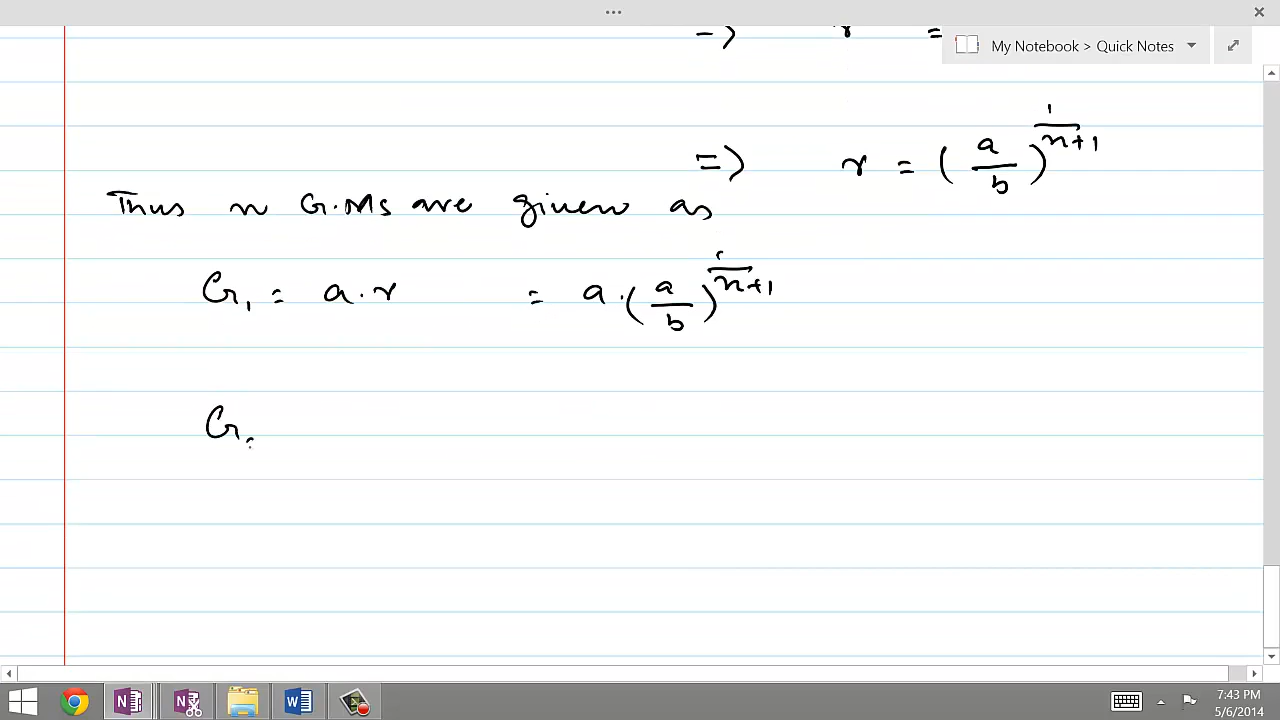 My Notebook > Quick Notes
=> r =
=> r = (a/b)^(1/(n+1))
Thus n G.Ms are given as
G₁ = a.r = a.(a/b)^(1/(n+1))
G
7:43 PM
5/6/2014